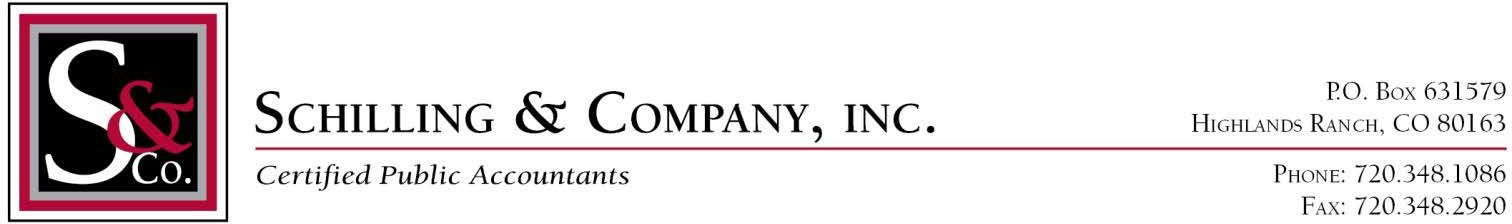 S&
Co.
SCHILLING & COMPANY, INC.
Certified Public Accountants
P.O. BOX 631579
HIGHLANDS RANCH, CO 80163
PHONE: 720.348.1086
FAX: 720.348.2920